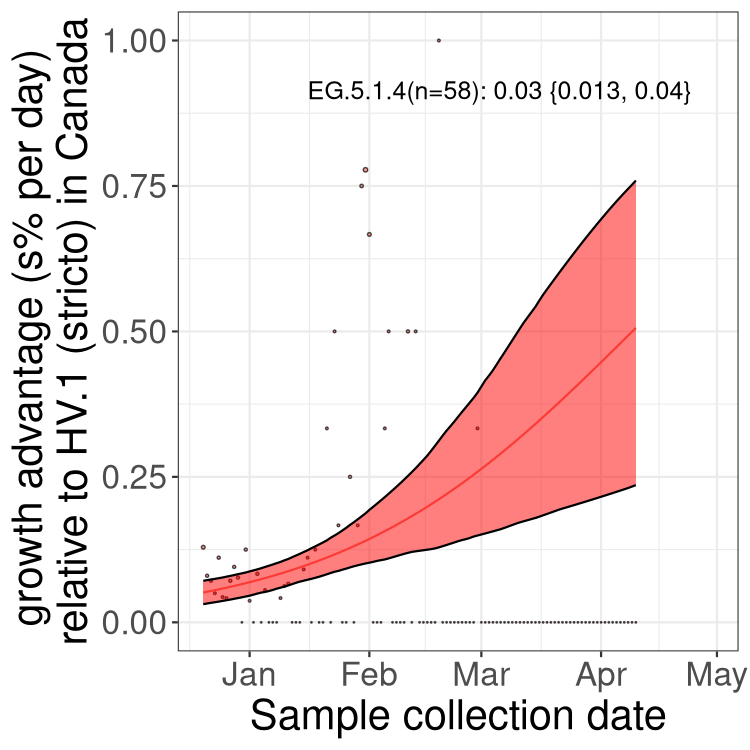 growth advantage (s% per day)
relative to HV.1 (stricto) in Canada
1.00
0.75
0.50
0.25
0.00
EG.5.1.4(n=58): 0.03 {0.013, 0.04}
Jan Feb Mar Apr May
Sample collection date